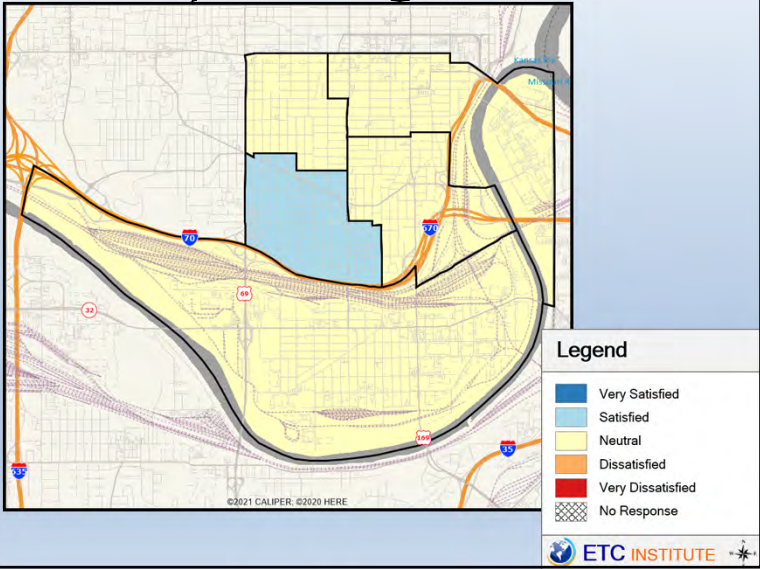 Kansas
Missouri
70
670
69
32
169
635
35
©2021 CALIPER; ©2020 HERE
Legend
Very Satisfied
Satisfied
Neutral
Dissatisfied
Very Dissatisfied
No Response
ETC INSTITUTE
N
W
E
S